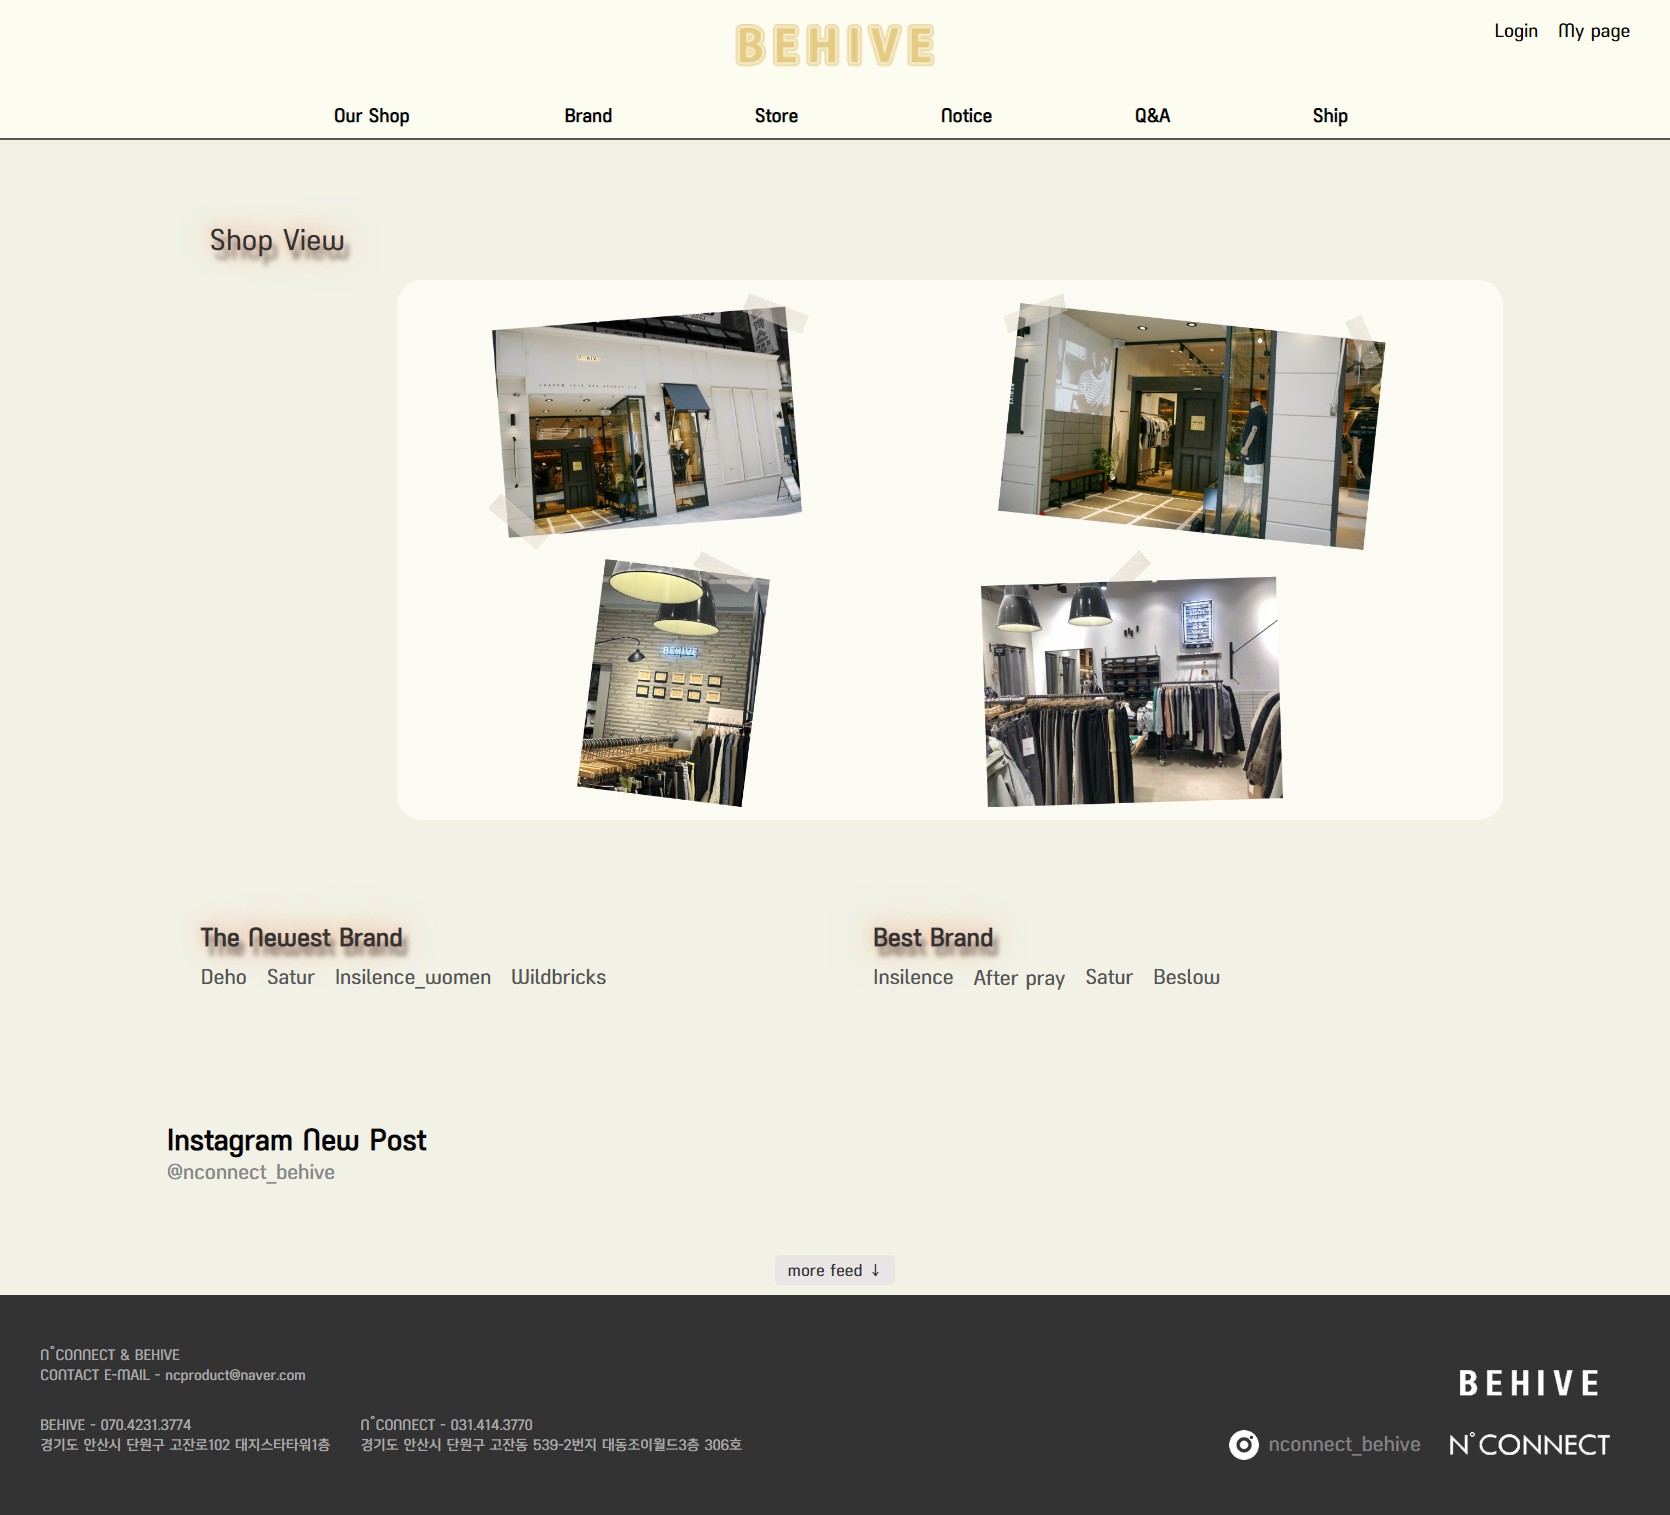 BEHIVE
Login My page
Our Shop Brand Store Notice Q&A Ship
Shop View
BEHIVE
The Newest Brand
Deho Satur Insilence_women Wildbricks
Best Brand
Insilence After pray Satur Beslow
Instagram New Post
@nconnect_behive
more feed ↓
N˚CONNECT & BEHIVE
CONTACT E-MAIL - ncproduct@naver.com
BEHIVE - 070.4231.3774
경기도 안산시 단원구 고잔로102 대지스타타워1층
N˚CONNECT - 031.414.3770
경기도 안산시 단원구 고잔동 539-2번지 대동조이월드3층 306호
BEHIVE
nconnect_behive
N˚CONNECT